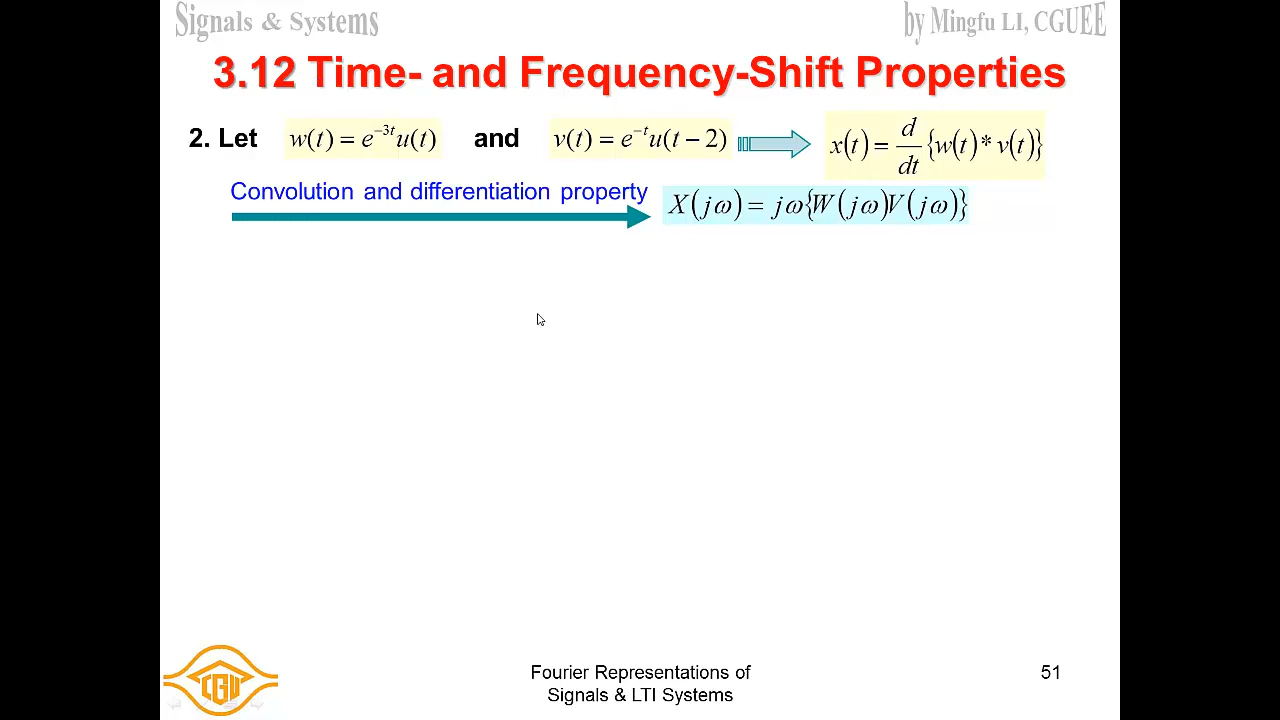 Signals & Systems by Mingfu LI, CGUEE
3.12 Time- and Frequency-Shift Properties
2. Let w(t) = e^{-3t}u(t) and v(t) = e^{-t}u(t − 2) x(t) = d/dt {w(t) * v(t)}
Convolution and differentiation property X(jω) = jω{W(jω)V(jω)}
CGU
Fourier Representations of
Signals & LTI Systems
51